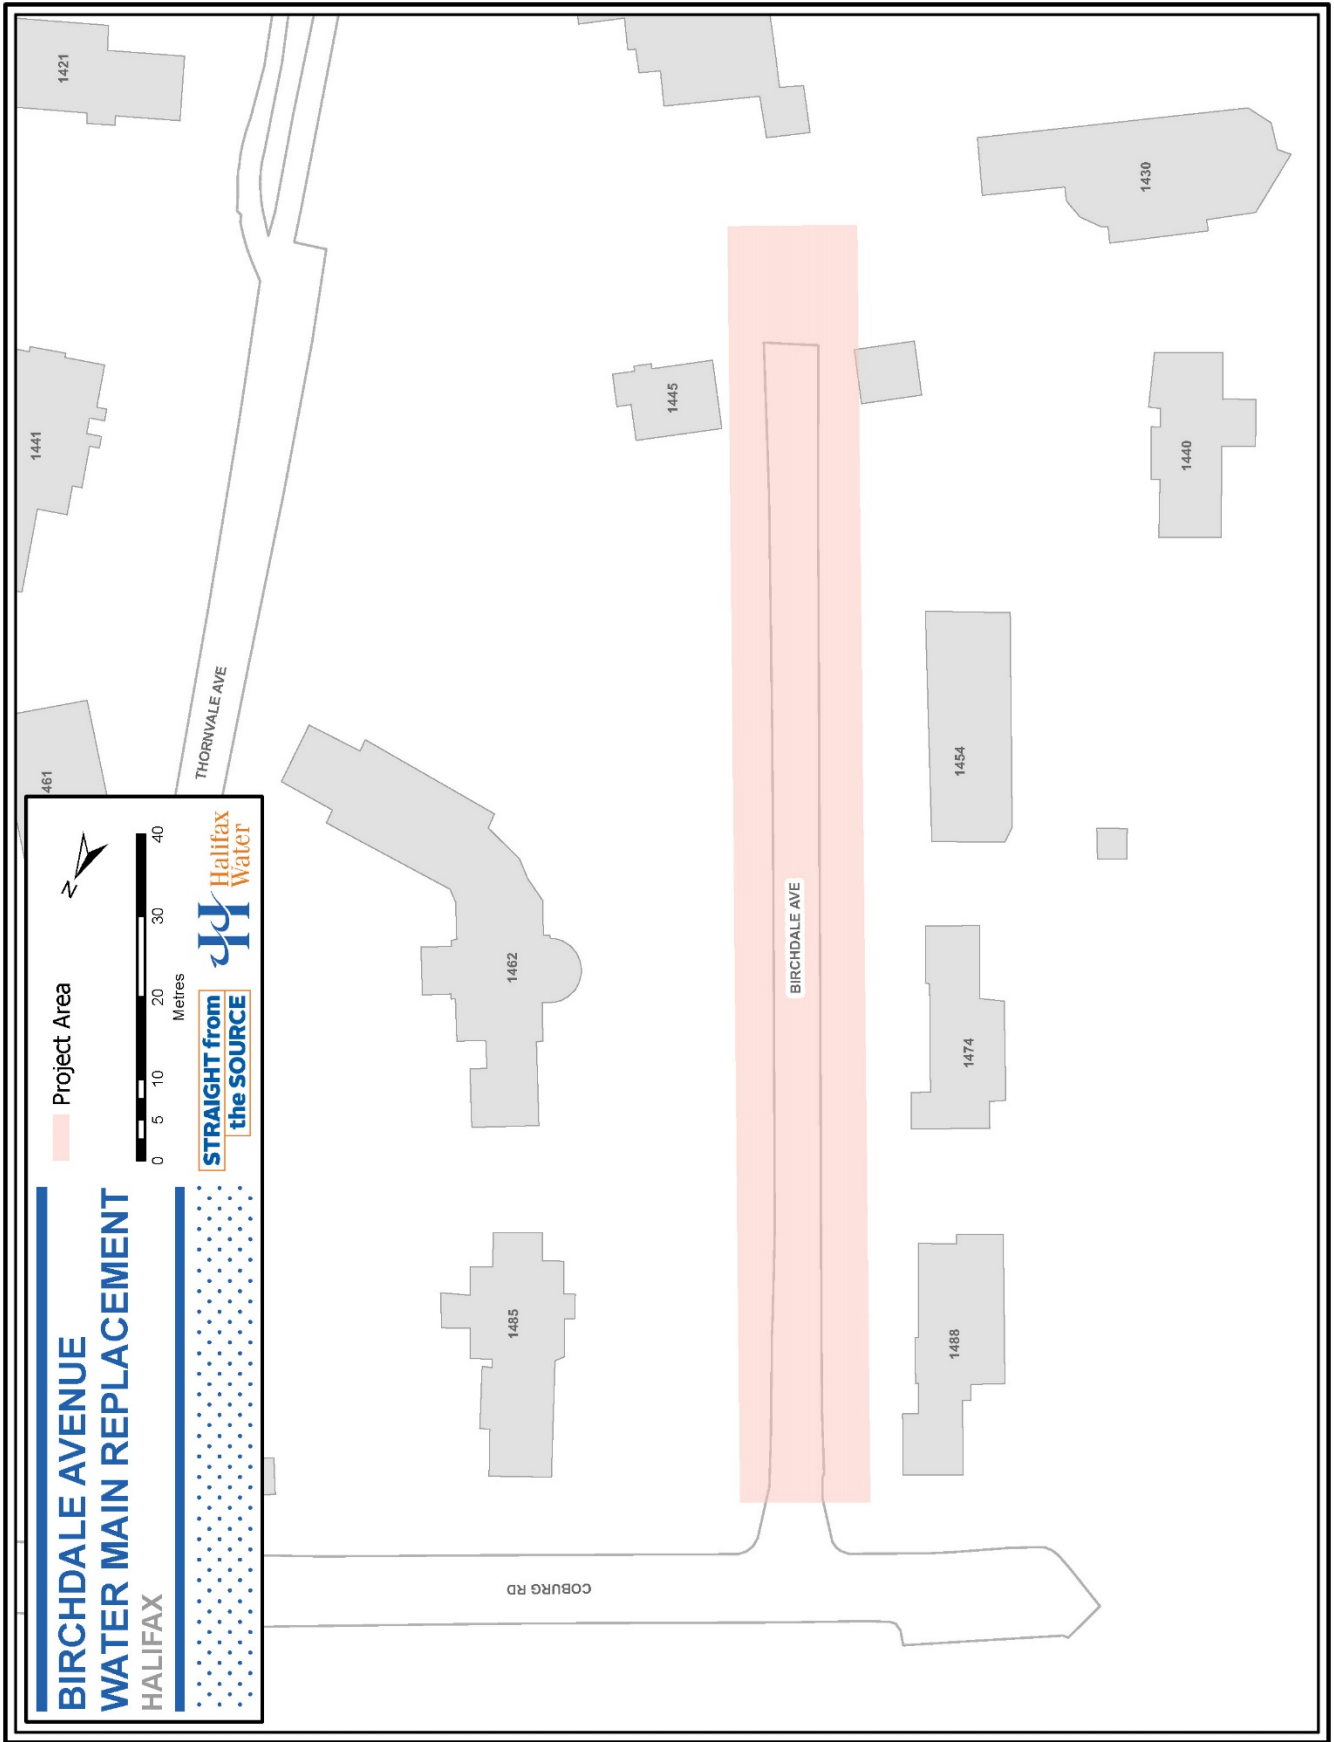 BIRCHDALE AVENUE
WATER MAIN REPLACEMENT
HALIFAX
Project Area
N
0 5 10 20 30 40
Metres
STRAIGHT from
the SOURCE
Halifax
Water
1421
1441
461
THORNVALE AVE
1445
1430
1440
1462
1454
BIRCHDALE AVE
1474
1485
1488
COBURG RD